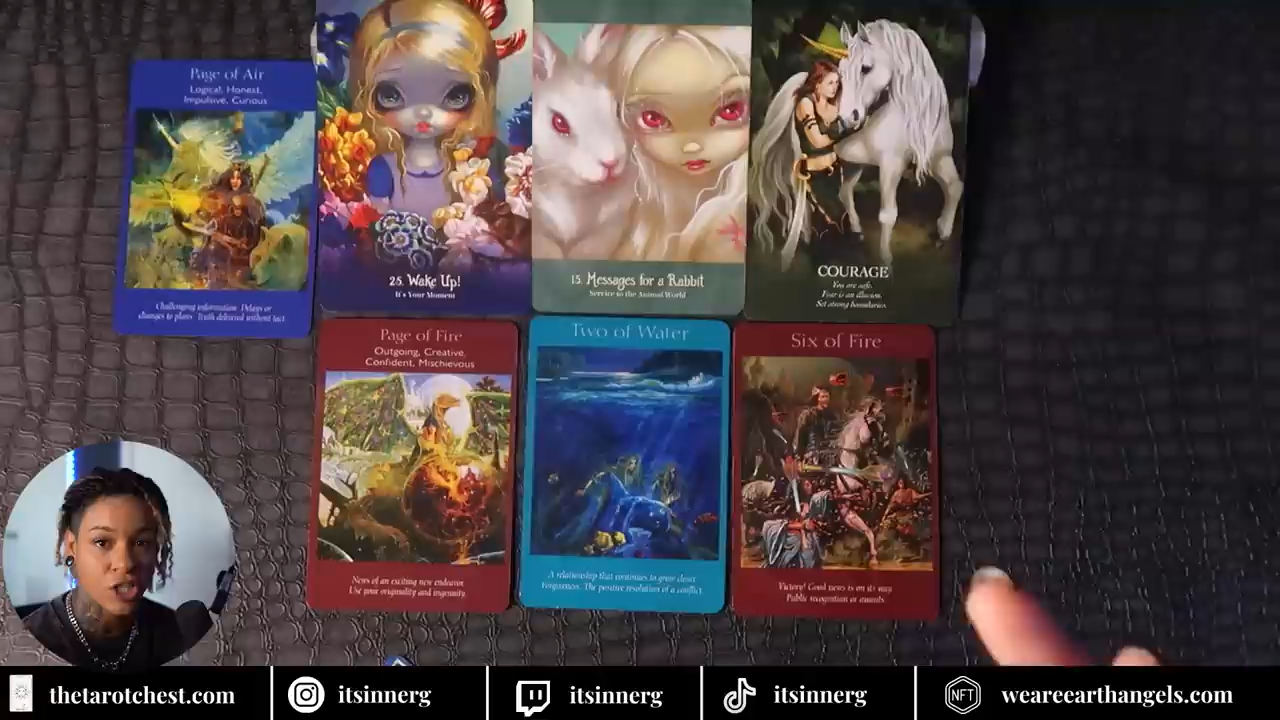 Page of Air
Logical, Honest,
Impulsive, Curious
Challenging information. Delays or
changes to plans. Truth delivered without tact.
25. Wake Up!
It's Your Moment
15. Messages for a Rabbit
Service to the Animal World
COURAGE
You are safe.
Fear is an illusion.
Set strong boundaries.
Page of Fire
Outgoing, Creative,
Confident, Mischievous
News of an exciting new endeavor.
Use your originality and ingenuity.
Two of Water
A relationship that continues to grow closer.
Forgiveness. The positive resolution of a conflict.
Six of Fire
Victory! Good news is on its way.
Public recognition or awards.
thetarotchest.com
itsinnerg
itsinnerg
itsinnerg
NFT
weareearthangels.com